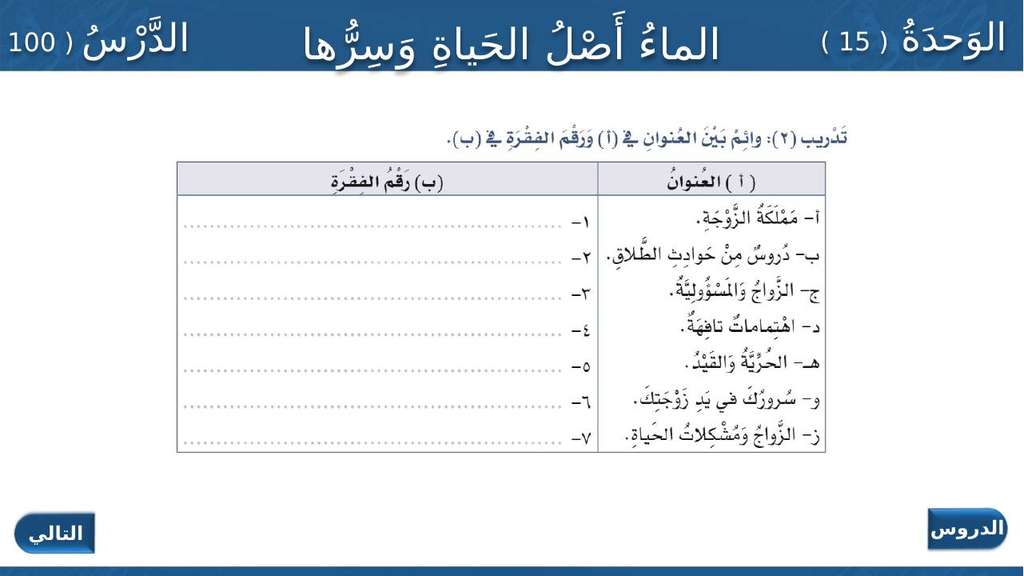 الوَحدَةُ ( 15 )
الماءُ أَصْلُ الحَياةِ وَسِرُّها
الدَّرْسُ ( 100
تَدْريب (٢): وائِمْ بَيْنَ العُنوانِ في (أ) وَرَقْمَ الفِقْرَةِ في (ب).
( أ ) العُنوانُ (ب) رَقْمُ الفِقْرَةِ
أ- مَمْلَكَةُ الزَّوْجَةِ. ١- ......................................................
ب- دُروسٌ مِنْ حَوادِثِ الطَّلاقِ. ٢- ......................................................
ج- الزَّواجُ وَالمَسْؤُولِيَّةُ. ٣- ......................................................
د- اهْتِماماتٌ تافِهَةٌ. ٤- ......................................................
هـ- الحُرِّيَّةُ وَالقَيْدُ. ٥- ......................................................
و- سُرورُكَ في يَدِ زَوْجَتِكَ. ٦- ......................................................
ز- الزَّواجُ وَمُشْكِلاتُ الحَياةِ. ٧- ......................................................
الدروس
التالي